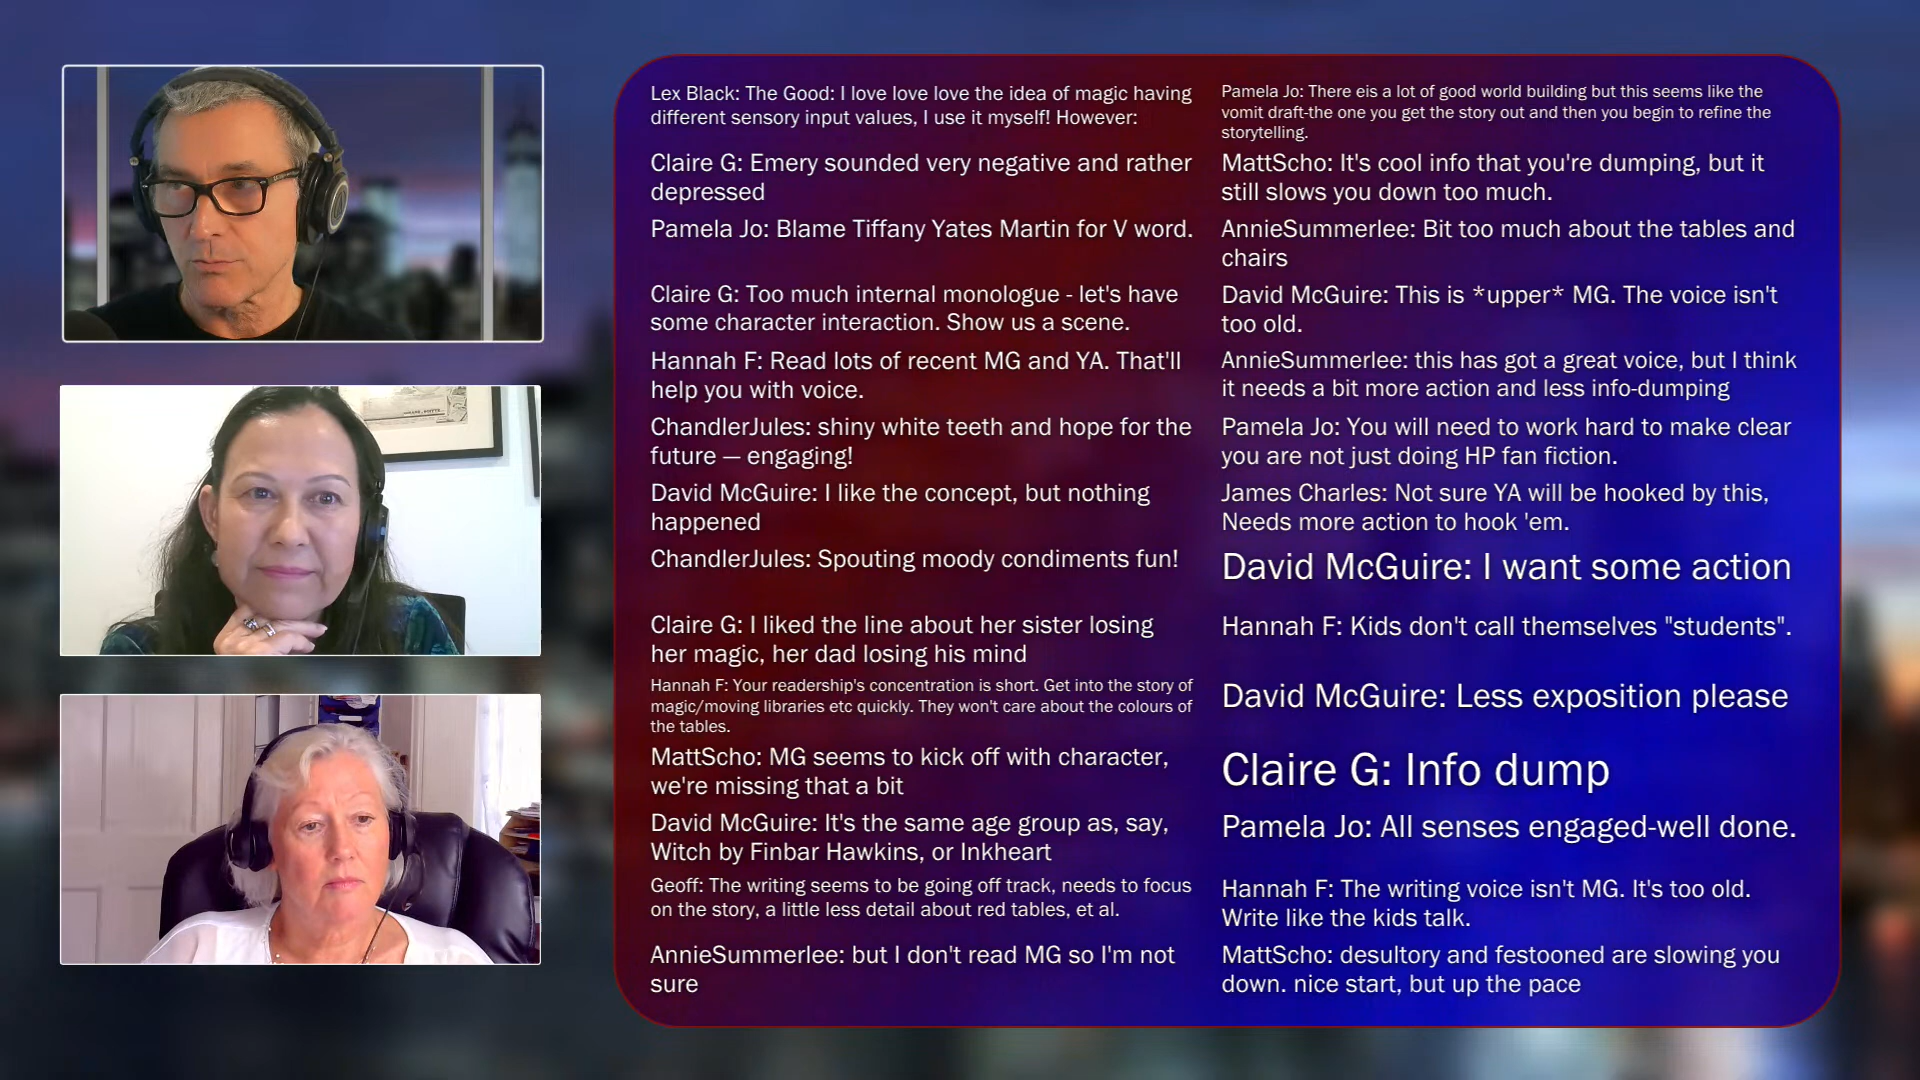 Lex Black: The Good: I love love love the idea of magic having
different sensory input values, I use it myself! However:
Claire G: Emery sounded very negative and rather
depressed
Pamela Jo: Blame Tiffany Yates Martin for V word.
Claire G: Too much internal monologue - let's have
some character interaction. Show us a scene.
Hannah F: Read lots of recent MG and YA. That'll
help you with voice.
ChandlerJules: shiny white teeth and hope for the
future — engaging!
David McGuire: I like the concept, but nothing
happened
ChandlerJules: Spouting moody condiments fun!
Claire G: I liked the line about her sister losing
her magic, her dad losing his mind
Hannah F: Your readership's concentration is short. Get into the story of
magic/moving libraries etc quickly. They won't care about the colours of
the tables.
MattScho: MG seems to kick off with character,
we're missing that a bit
David McGuire: It's the same age group as, say,
Witch by Finbar Hawkins, or Inkheart
Geoff: The writing seems to be going off track, needs to focus
on the story, a little less detail about red tables, et al.
AnnieSummerlee: but I don't read MG so I'm not
sure
Pamela Jo: There eis a lot of good world building but this seems like the
vomit draft-the one you get the story out and then you begin to refine the
storytelling.
MattScho: It's cool info that you're dumping, but it
still slows you down too much.
AnnieSummerlee: Bit too much about the tables and
chairs
David McGuire: This is *upper* MG. The voice isn't
too old.
AnnieSummerlee: this has got a great voice, but I think
it needs a bit more action and less info-dumping
Pamela Jo: You will need to work hard to make clear
you are not just doing HP fan fiction.
James Charles: Not sure YA will be hooked by this,
Needs more action to hook 'em.
David McGuire: I want some action
Hannah F: Kids don't call themselves "students".
David McGuire: Less exposition please
Claire G: Info dump
Pamela Jo: All senses engaged-well done.
Hannah F: The writing voice isn't MG. It's too old.
Write like the kids talk.
MattScho: desultory and festooned are slowing you
down. nice start, but up the pace